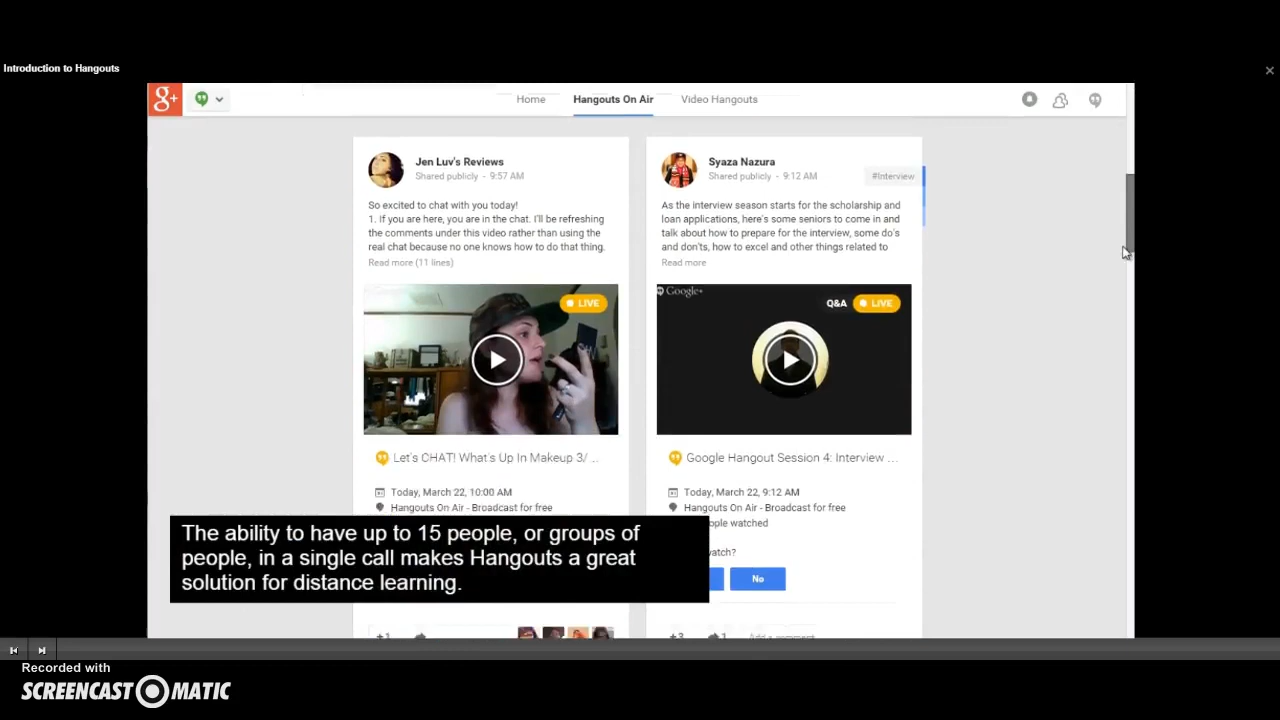 Introduction to Hangouts
g+
Home
Hangouts On Air
Video Hangouts
Jen Luv's Reviews
Shared publicly - 9:57 AM
So excited to chat with you today!
1. If you are here, you are in the chat. I'll be refreshing
the comments under this video rather than using the
real chat because no one knows how to do that thing.
Read more (11 lines)
LIVE
Let's CHAT! What's Up In Makeup 3/ ...
Today, March 22, 10:00 AM
Hangouts On Air - Broadcast for free
Syaza Nazura
Shared publicly - 9:12 AM
#Interview
As the interview season starts for the scholarship and
loan applications, here's some seniors to come in and
talk about how to prepare for the interview, some do's
and don'ts, how to excel and other things related to
Read more
Google+
Q&A LIVE
Google Hangout Session 4: Interview ...
Today, March 22, 9:12 AM
Hangouts On Air - Broadcast for free
watched
No
The ability to have up to 15 people, or groups of
people, in a single call makes Hangouts a great
solution for distance learning.
+1
+3
1
Add a comment
Recorded with
SCREENCAST MATIC